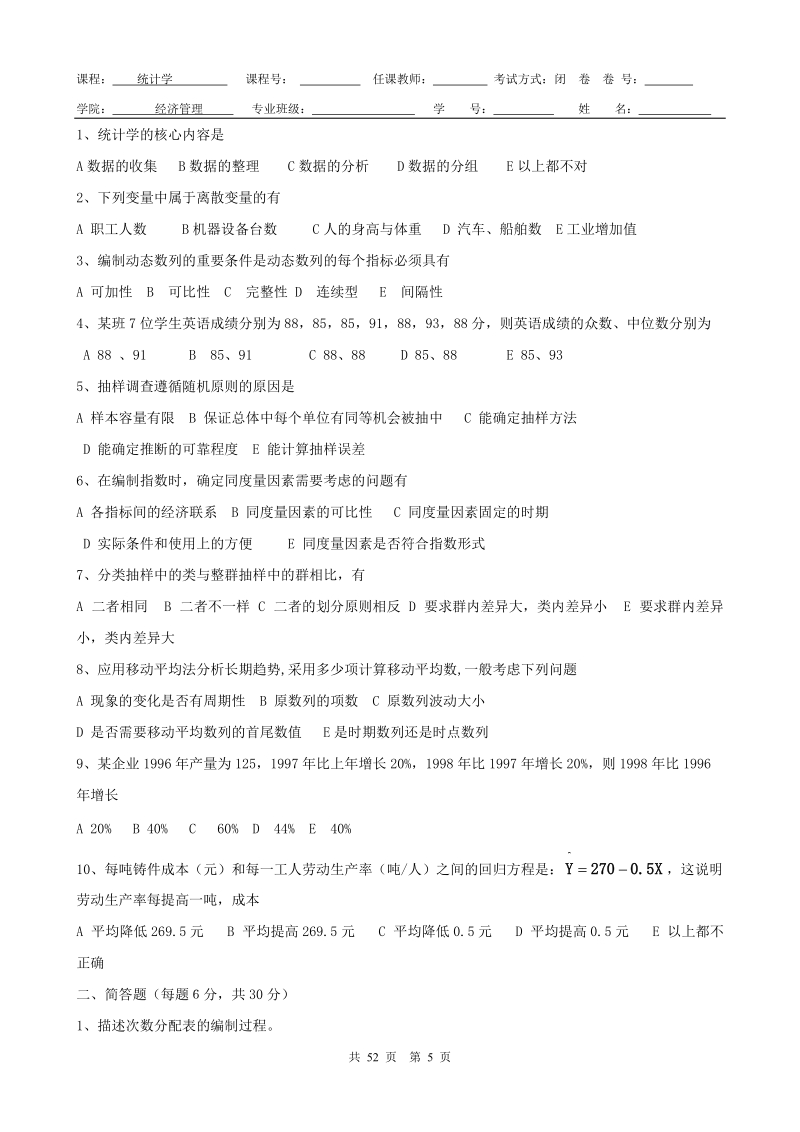 课程： 统计学 课程号： 任课教师： 考试方式：闭 卷 卷 号：
学院： 经济管理 专业班级： 学 号： 姓 名：
1、统计学的核心内容是
A 数据的收集 B 数据的整理 C 数据的分析 D 数据的分组 E 以上都不对
2、下列变量中属于离散变量的有
A 职工人数 B 机器设备台数 C 人的身高与体重 D 汽车、船舶数 E 工业增加值
3、编制动态数列的重要条件是动态数列的每个指标必须具有
A 可加性 B 可比性 C 完整性 D 连续型 E 间隔性
4、某班 7 位学生英语成绩分别为 88，85，85，91，88，93，88 分，则英语成绩的众数、中位数分别为
A 88 、91 B 85、91 C 88、88 D 85、88 E 85、93
5、抽样调查遵循随机原则的原因是
A 样本容量有限 B 保证总体中每个单位有同等机会被抽中 C 能确定抽样方法
D 能确定推断的可靠程度 E 能计算抽样误差
6、在编制指数时，确定同度量因素需要考虑的问题有
A 各指标间的经济联系 B 同度量因素的可比性 C 同度量因素固定的时期
D 实际条件和使用上的方便 E 同度量因素是否符合指数形式
7、分类抽样中的类与整群抽样中的群相比，有
A 二者相同 B 二者不一样 C 二者的划分原则相反 D 要求群内差异大，类内差异小 E 要求群内差异
小，类内差异大
8、应用移动平均法分析长期趋势,采用多少项计算移动平均数,一般考虑下列问题
A 现象的变化是否有周期性 B 原数列的项数 C 原数列波动大小
D 是否需要移动平均数列的首尾数值 E 是时期数列还是时点数列
9、某企业 1996 年产量为 125，1997 年比上年增长 20%，1998 年比 1997 年增长 20%，则 1998 年比 1996
年增长
A 20% B 40% C 60% D 44% E 40%
10、每吨铸件成本（元）和每一工人劳动生产率（吨/人）之间的回归方程是：Y＝270－0.5X，这说明
劳动生产率每提高一吨，成本
A 平均降低 269.5 元 B 平均提高 269.5 元 C 平均降低 0.5 元 D 平均提高 0.5 元 E 以上都不
正确
二、简答题（每题 6 分，共 30 分）
1、描述次数分配表的编制过程。
共 52 页 第 5 页